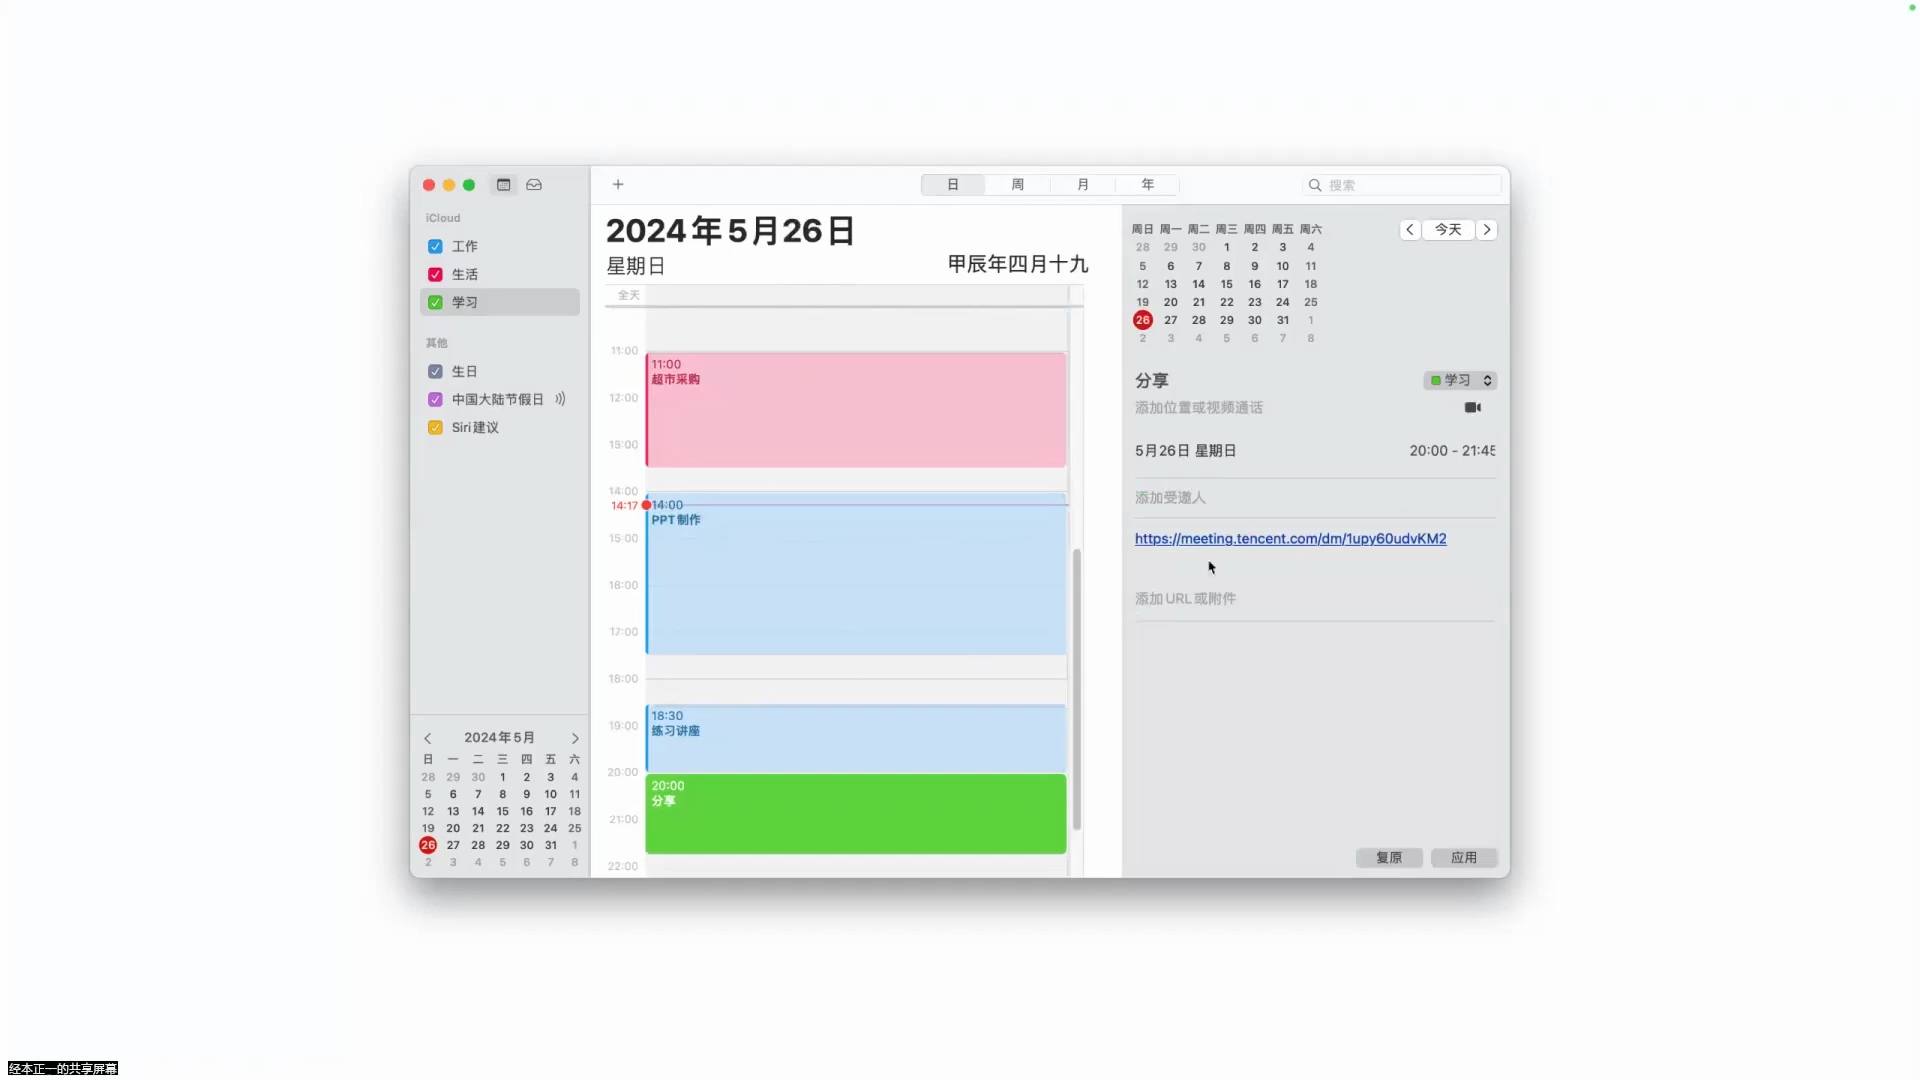 日 周 月 年
搜索
iCloud
工作
生活
学习
其他
生日
中国大陆节假日
Siri建议
2024年5月
日 一 二 三 四 五 六
28 29 30 1 2 3 4
5 6 7 8 9 10 11
12 13 14 15 16 17 18
19 20 21 22 23 24 25
26 27 28 29 30 31 1
2 3 4 5 6 7 8
2024年5月26日
星期日
甲辰年四月十九
全天
11:00
11:00
超市采购
12:00
15:00
14:00
14:17
14:00
PPT制作
15:00
18:00
17:00
18:00
18:30
练习讲座
19:00
20:00
20:00
分享
21:00
22:00
周日 周一 周二 周三 周四 周五 周六
28 29 30 1 2 3 4
5 6 7 8 9 10 11
12 13 14 15 16 17 18
19 20 21 22 23 24 25
26 27 28 29 30 31 1
2 3 4 5 6 7 8
今天
分享
学习
添加位置或视频通话
5月26日 星期日
20:00 - 21:45
添加受邀人
https://meeting.tencent.com/dm/1upy60udvKM2
添加URL或附件
复原
应用
经本正一的共享屏幕